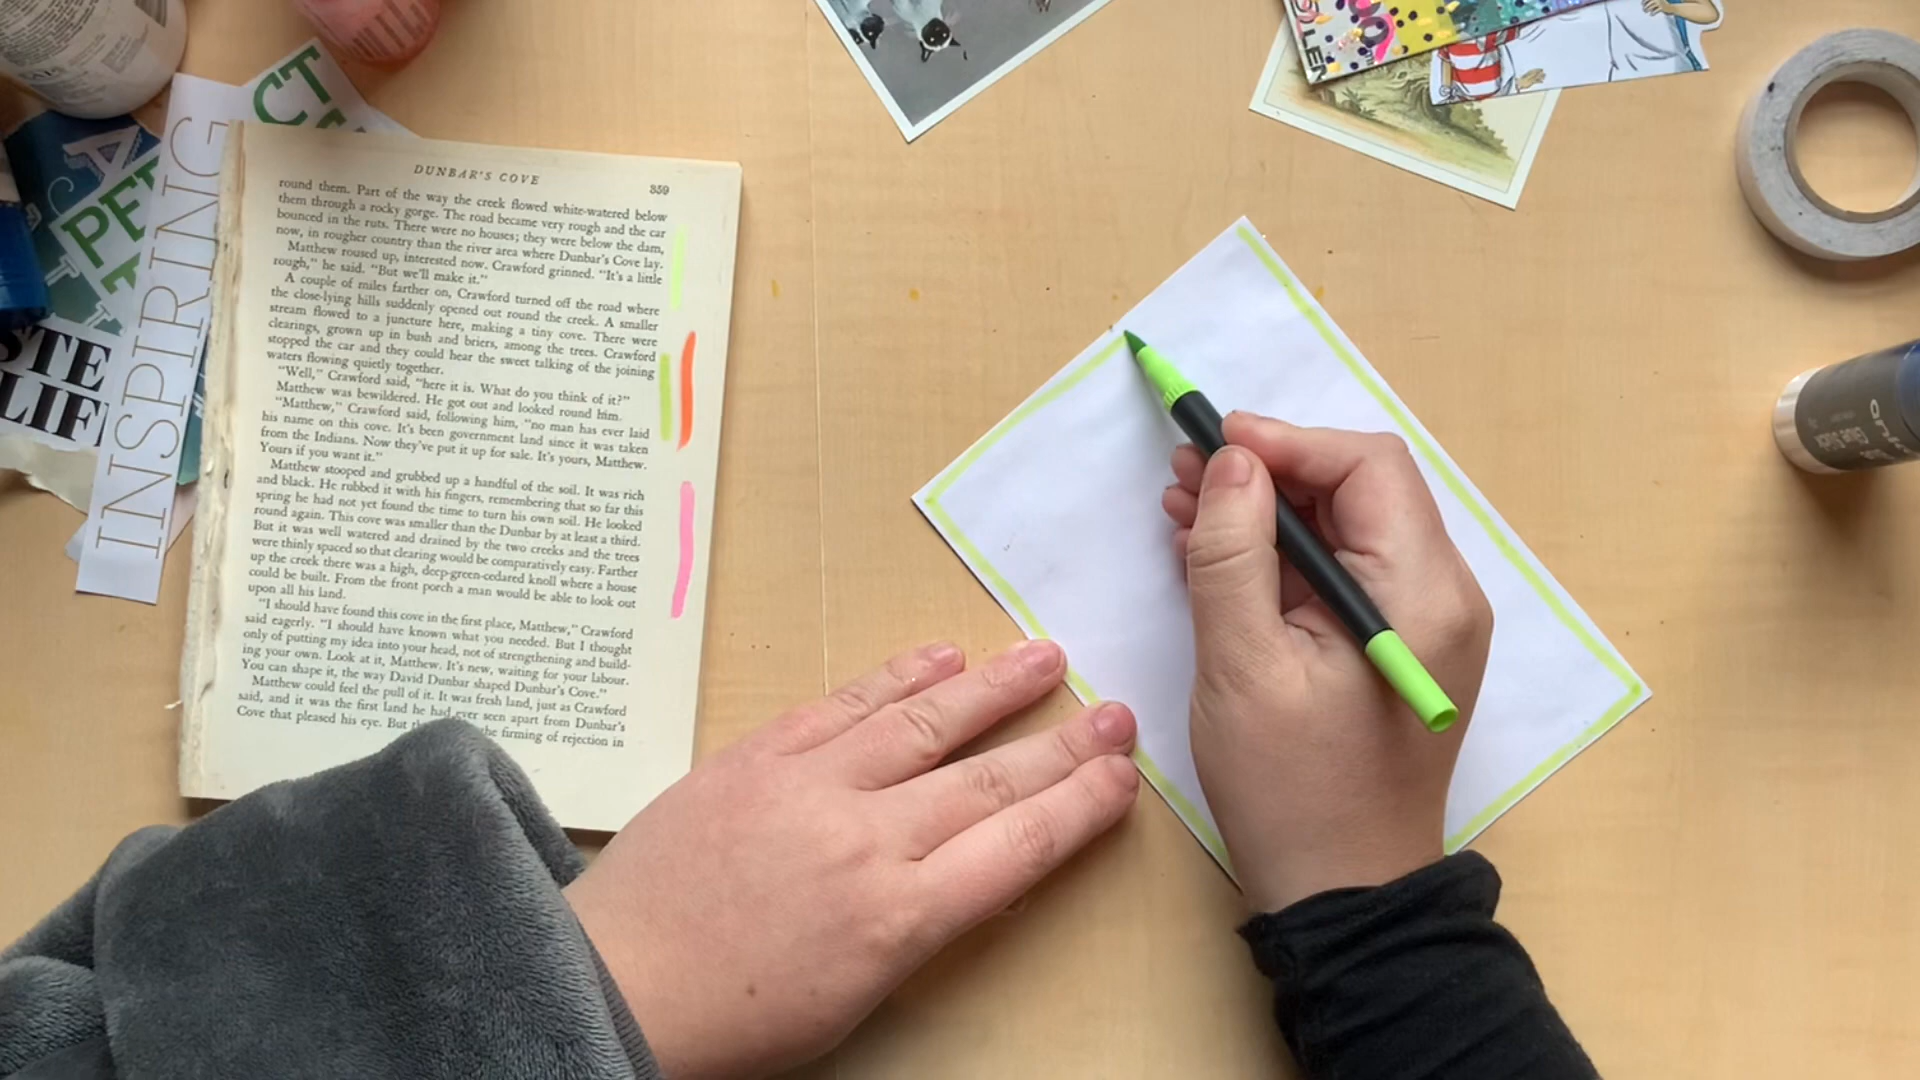 DUNBAR'S COVE
359
round them. Part of the way the creek flowed white-watered below
them through a rocky gorge. The road became very rough and the car
bounced in the ruts. There were no houses; they were below the dam,
now, in rougher country than the river area where Dunbar's Cove lay.
Matthew roused up, interested now. Crawford grinned. "It's a little
rough," he said. "But we'll make it."
A couple of miles farther on, Crawford turned off the road where
the close-lying hills suddenly opened out round the creek. A smaller
stream flowed to a juncture here, making a tiny cove. There were
clearings, grown up in bush and briers, among the trees. Crawford
stopped the car and they could hear the sweet talking of the joining
waters flowing quietly together.
"Well," Crawford said, "here it is. What do you think of it?"
Matthew was bewildered. He got out and looked round him.
"Matthew," Crawford said, following him, "no man has ever laid
his name on this cove. It's been government land since it was taken
from the Indians. Now they've put it up for sale. It's yours, Matthew.
Yours if you want it."
Matthew stooped and grubbed up a handful of the soil. It was rich
and black. He rubbed it with his fingers, remembering that so far this
spring he had not yet found the time to turn his own soil. He looked
round again. This cove was smaller than the Dunbar by at least a third.
But it was well watered and drained by the two creeks and the trees
were thinly spaced so that clearing would be comparatively easy. Farther
up the creek there was a high, deep-green-cedared knoll where a house
could be built. From the front porch a man would be able to look out
upon all his land.
"I should have found this cove in the first place, Matthew," Crawford
said eagerly. "I should have known what you needed. But I thought
only of putting my idea into your head, not of strengthening and build-
ing your own. Look at it, Matthew. It's new, waiting for your labour.
You can shape it, the way David Dunbar shaped Dunbar's Cove."
Matthew could feel the pull of it. It was fresh land, just as Crawford
said, and it was the first land he had ever seen apart from Dunbar's
Cove that pleased his eye. But the firming of rejection in
INSPIRING
CT
A
PE
STE
LIF
Glue Stick